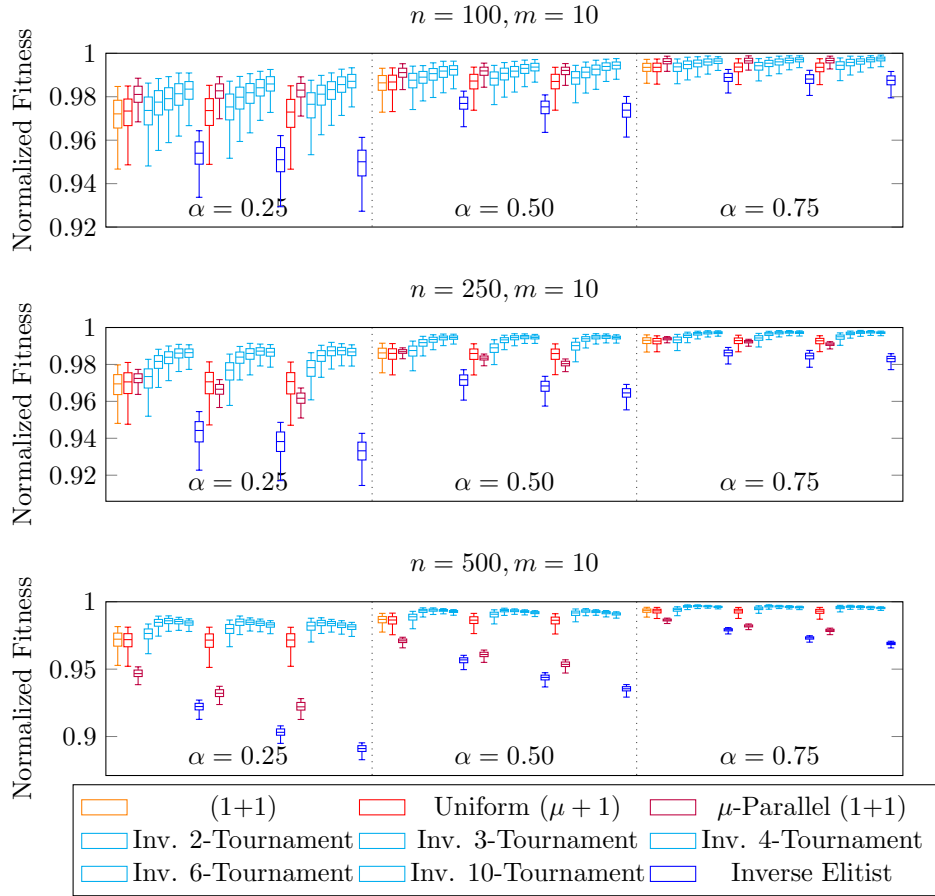 n = 100, m = 10
Normalized Fitness
1
0.98
0.96
0.94
0.92
α = 0.25
α = 0.50
α = 0.75
n = 250, m = 10
Normalized Fitness
1
0.98
0.96
0.94
0.92
α = 0.25
α = 0.50
α = 0.75
n = 500, m = 10
Normalized Fitness
1
0.95
0.9
α = 0.25
α = 0.50
α = 0.75
(1+1) Uniform (μ + 1) μ-Parallel (1+1)
Inv. 2-Tournament Inv. 3-Tournament Inv. 4-Tournament
Inv. 6-Tournament Inv. 10-Tournament Inverse Elitist